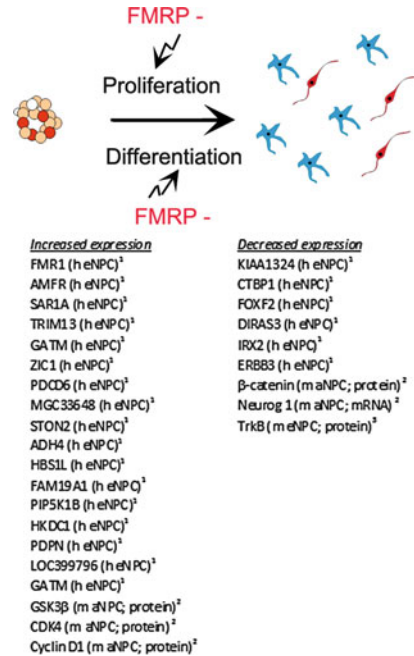 FMRP -
Proliferation
Differentiation
FMRP -
Increased expression
FMR1 (h eNPC)¹
AMFR (h eNPC)¹
SAR1A (h eNPC)¹
TRIM13 (h eNPC)¹
GATM (h eNPC)¹
ZIC1 (h eNPC)¹
PDCD6 (h eNPC)¹
MGC33648 (h eNPC)¹
STON2 (h eNPC)¹
ADH4 (h eNPC)¹
HBS1L (h eNPC)¹
FAM19A1 (h eNPC)¹
PIP5K1B (h eNPC)¹
HKDC1 (h eNPC)¹
PDPN (h eNPC)¹
LOC399796 (h eNPC)¹
GATM (h eNPC)¹
GSK3β (m aNPC; protein)²
CDK4 (m aNPC; protein)²
Cyclin D1 (m aNPC; protein)²
Decreased expression
KIAA1324 (h eNPC)¹
CTBP1 (h eNPC)¹
FOXF2 (h eNPC)¹
DIRAS3 (h eNPC)¹
IRX2 (h eNPC)¹
ERBB3 (h eNPC)¹
β-catenin (m aNPC; protein)²
Neurog 1 (m aNPC; mRNA)²
TrkB (m eNPC; protein)³